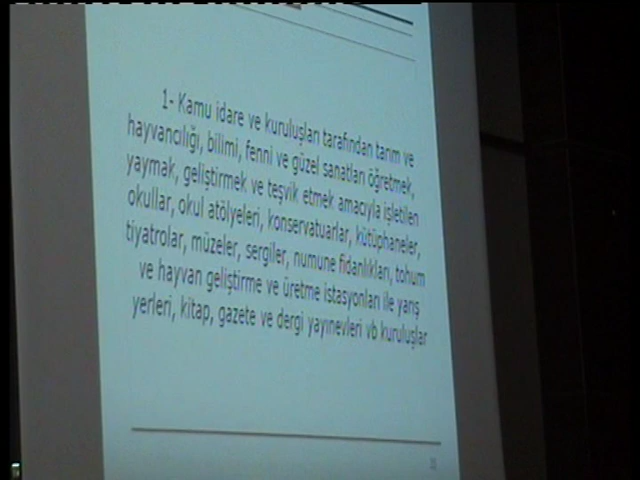 1- Kamu idare ve kuruluşları tarafından tarım ve
hayvancılığı, bilimi, fenni ve güzel sanatları öğretmek,
yaymak, geliştirmek ve teşvik etmek amacıyla işletilen
okullar, okul atölyeleri, konservatuarlar, kütüphaneler,
tiyatrolar, müzeler, sergiler, numune fidanlıkları, tohum
ve hayvan geliştirme ve üretme istasyonları ile yarış
yerleri, kitap, gazete ve dergi yayınevleri vb kuruluşlar